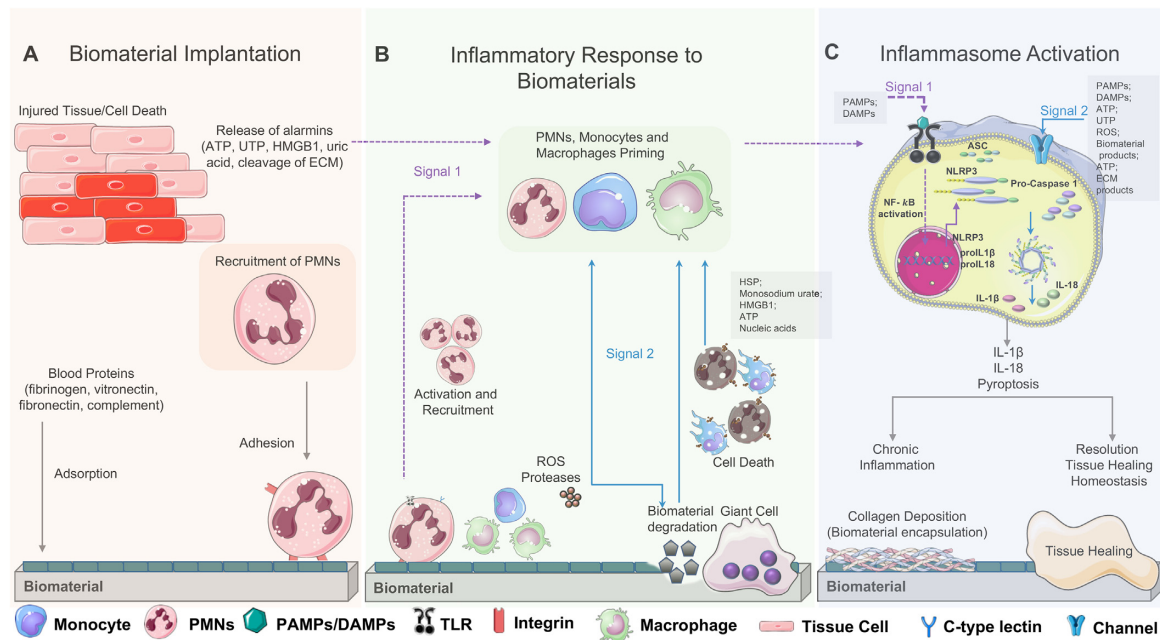 A
Biomaterial Implantation
Injured Tissue/Cell Death
Release of alarmins
(ATP, UTP, HMGB1, uric
acid, cleavage of ECM)
Recruitment of PMNs
Blood Proteins
(fibrinogen, vitronectin,
fibronectin, complement)
Adhesion
Adsorption
Biomaterial
B
Inflammatory Response to
Biomaterials
PMNs, Monocytes and
Macrophages Priming
Signal 1
HSP;
Monosodium urate;
HMGB1;
ATP
Nucleic acids
Signal 2
Activation and
Recruitment
Cell Death
ROS
Proteases
Biomaterial
degradation
Giant Cell
Biomaterial
C
Inflammasome Activation
Signal 1
PAMPs;
DAMPs
Signal 2
PAMPs;
DAMPs;
ATP;
UTP
ROS;
Biomaterial
products;
ATP;
ECM
products
ASC
NLRP3
Pro-Caspase 1
NF- kB
activation
NLRP3
proIL1β
proIL18
IL-1β
IL-18
IL-1β
IL-18
Pyroptosis
Chronic
Inflammation
Resolution
Tissue Healing
Homeostasis
Collagen Deposition
(Biomaterial encapsulation)
Tissue Healing
Biomaterial
Monocyte
PMNs
PAMPs/DAMPs
TLR
Integrin
Macrophage
Tissue Cell
C-type lectin
Channel